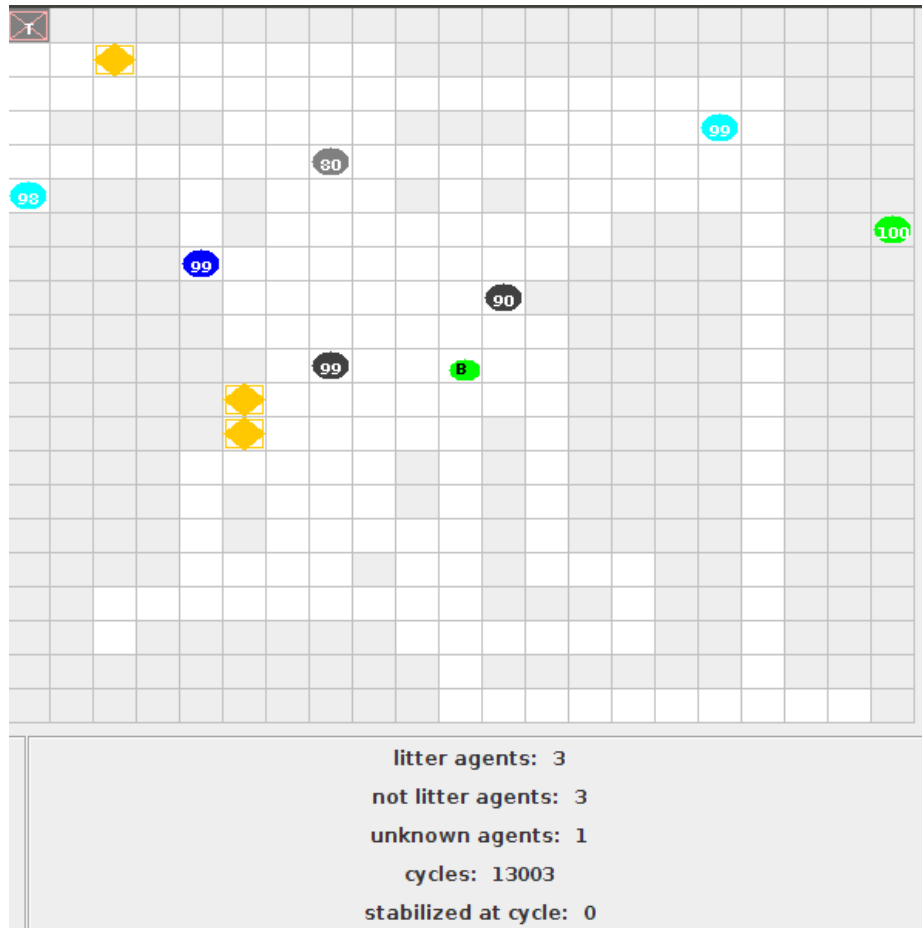 T
99
80
98
100
99
90
99
B
litter agents: 3
not litter agents: 3
unknown agents: 1
cycles: 13003
stabilized at cycle: 0